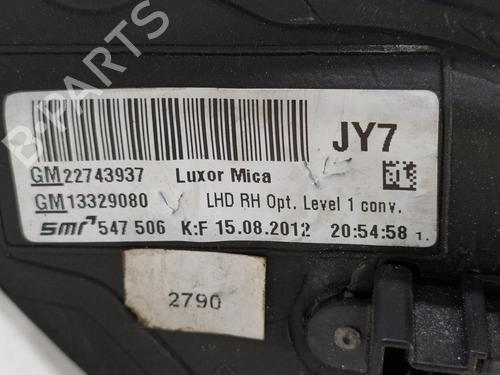 B-PARTS
JY7
GM 22743937 Luxor Mica
GM 13329080 LHD RH Opt. Level 1 conv.
smr 547 506 K:F 15.08.2012 20:54:58 1.
2790